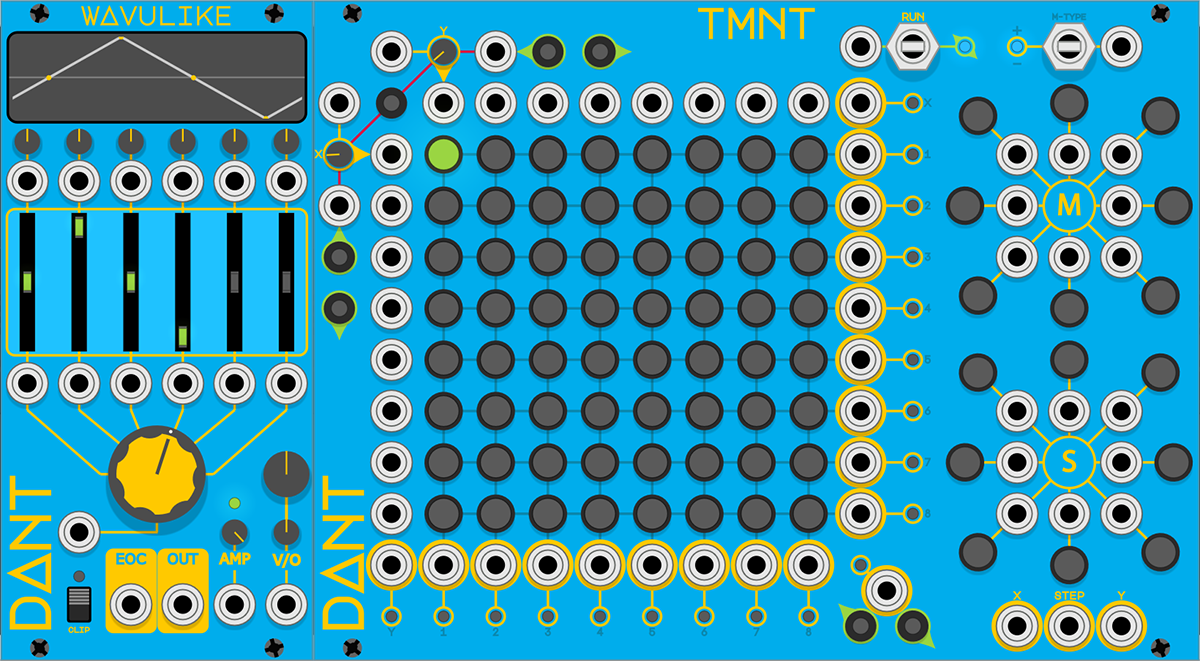 WAVULIKE
EOC
OUT
AMP
V/O
CLIP
DANT
TMNT
RUN
M-TYPE
+
−
Y
X
X
1
2
3
4
5
6
7
8
M
S
Y
1
2
3
4
5
6
7
8
X
STEP
Y
DANT